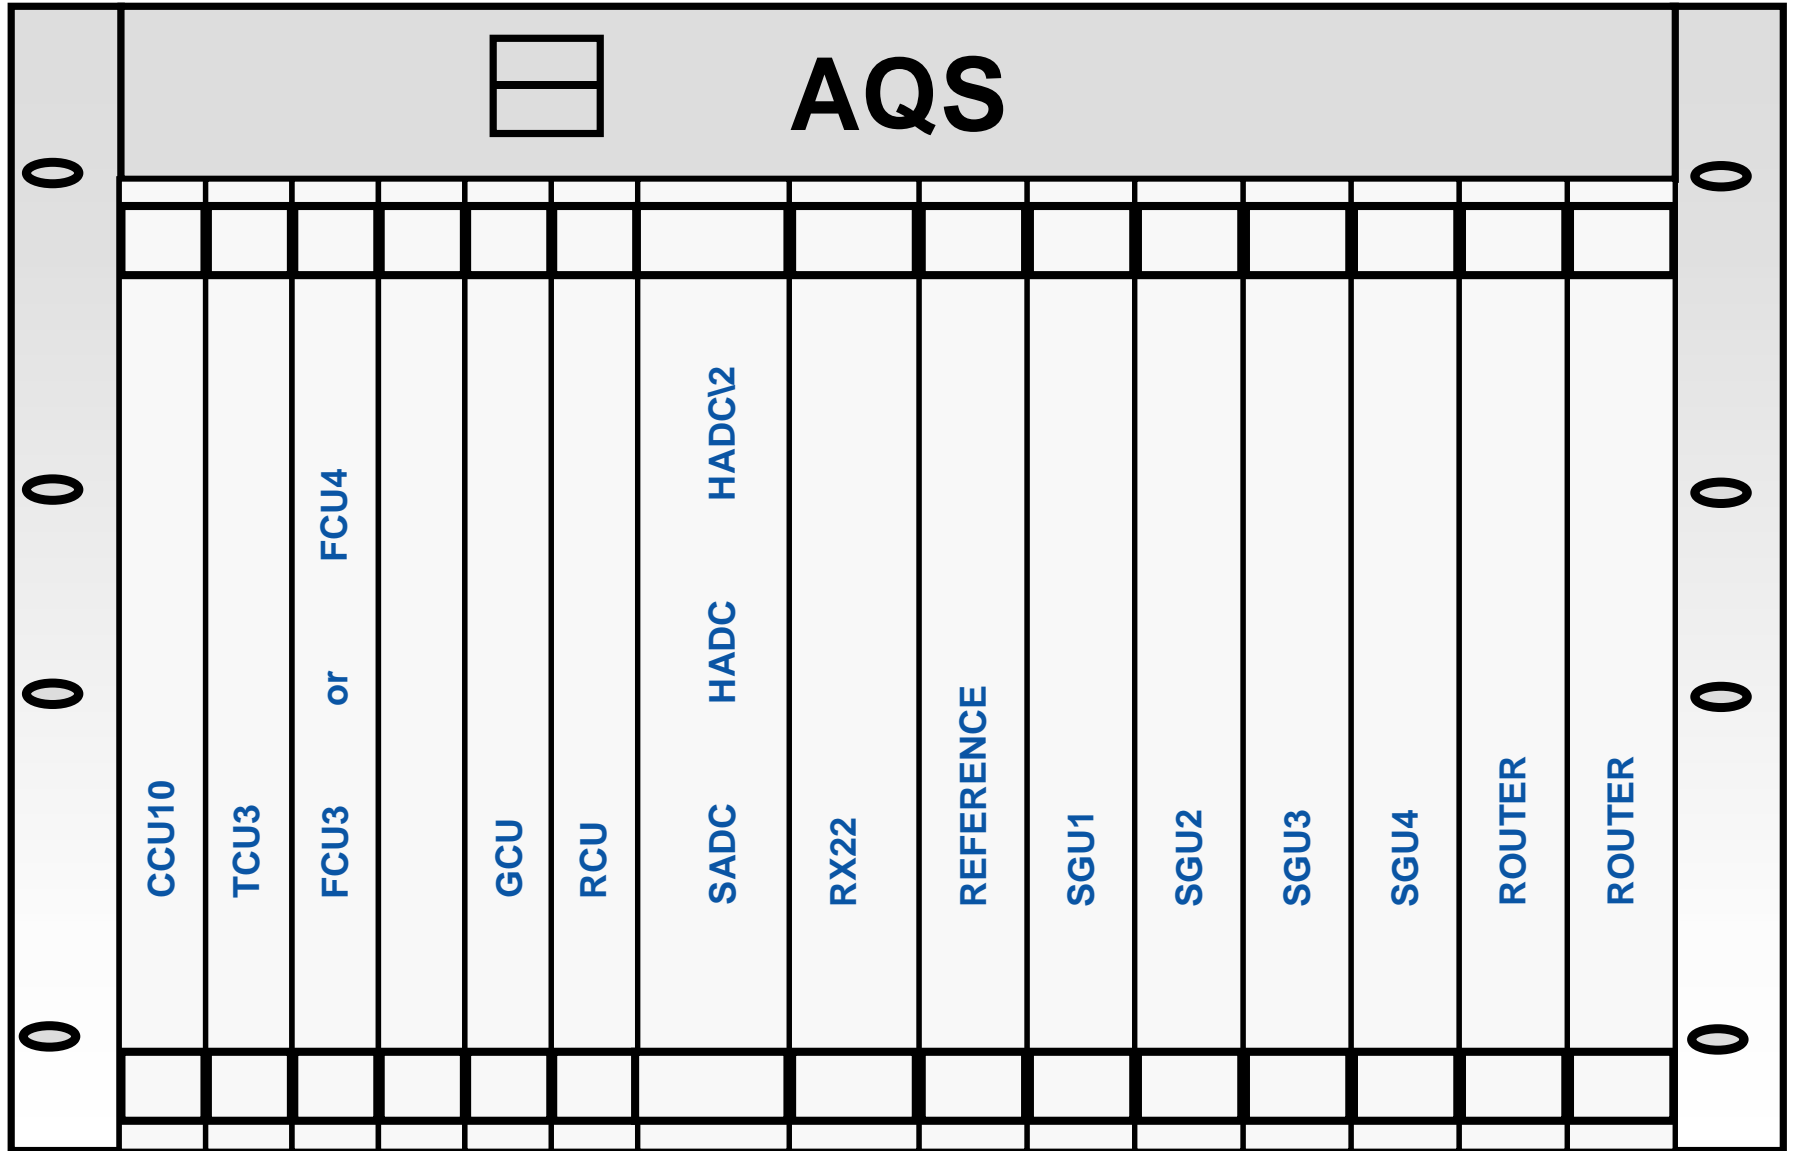 AQS
CCU10
TCU3
FCU3 or FCU4
GCU
RCU
SADC HADC HADC\2
RX22
REFERENCE
SGU1
SGU2
SGU3
SGU4
ROUTER
ROUTER